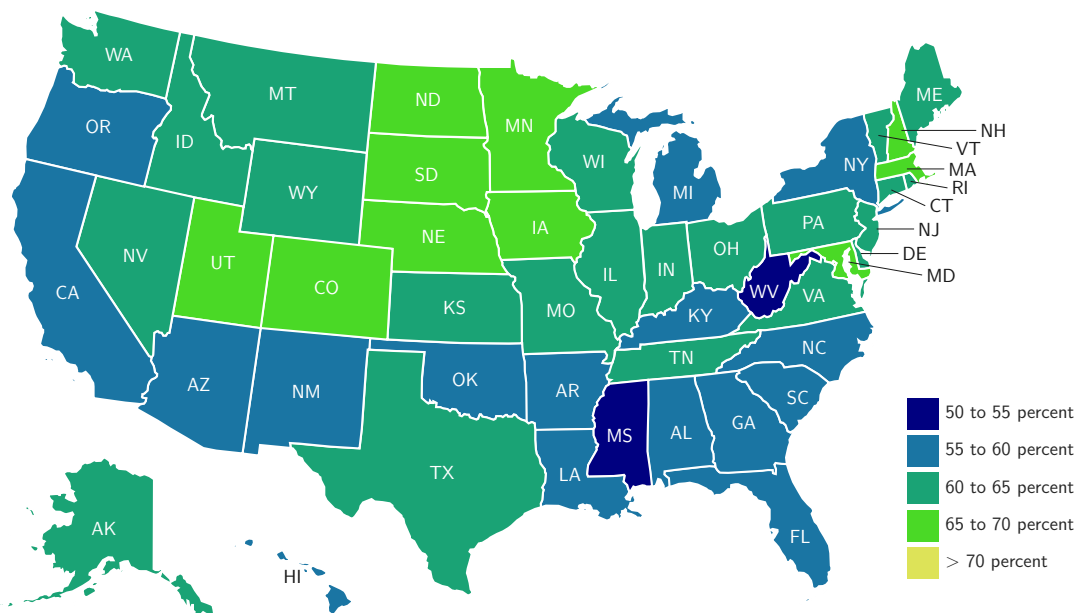 WA
MT
ND
MN
ME
OR
ID
WY
SD
WI
MI
NY
NH
VT
MA
RI
CT
NJ
DE
MD
NV
UT
CO
NE
IA
IL
IN
OH
PA
CA
KS
MO
KY
WV
VA
AZ
NM
OK
AR
TN
NC
SC
TX
LA
MS
AL
GA
FL
AK
HI
50 to 55 percent
55 to 60 percent
60 to 65 percent
65 to 70 percent
> 70 percent